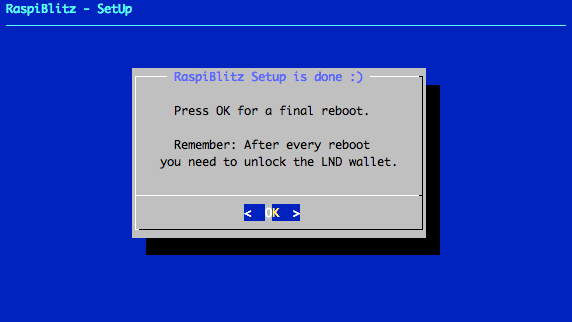 RaspiBlitz - SetUp
RaspiBlitz Setup is done :)
Press OK for a final reboot.
Remember: After every reboot
you need to unlock the LND wallet.
< OK >